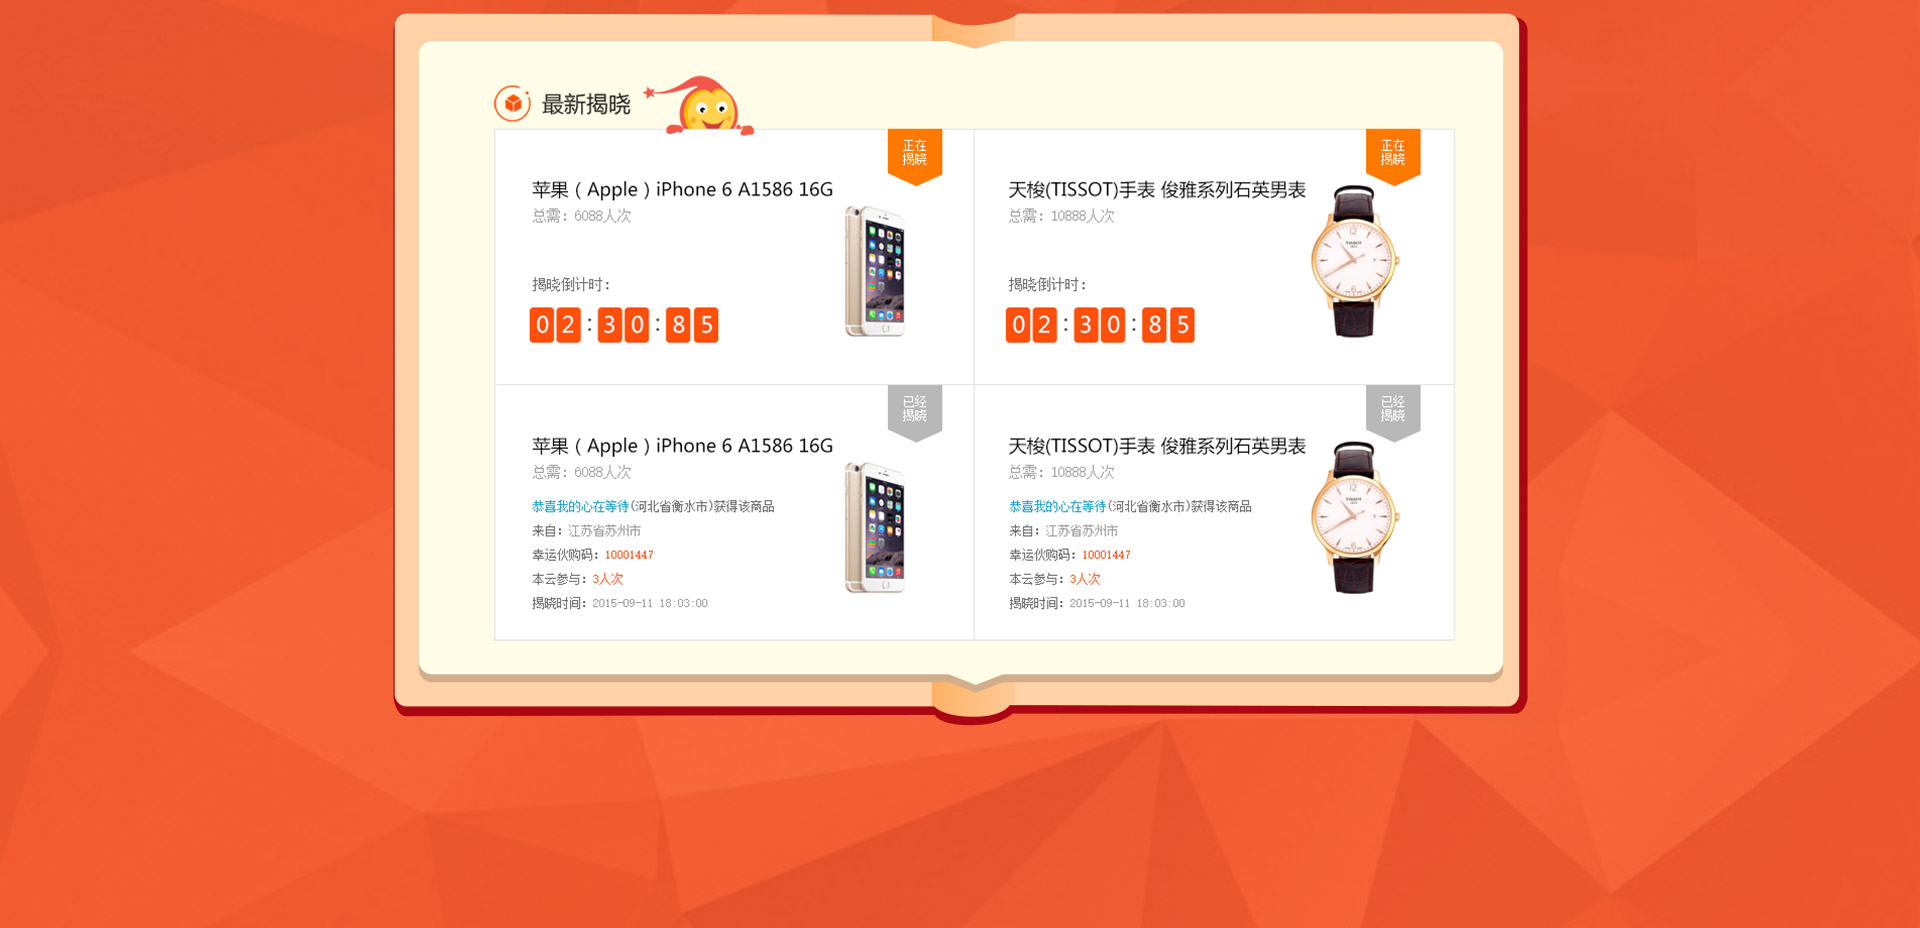 最新揭晓
正在
揭晓
苹果（Apple）iPhone 6 A1586 16G
总需：6088人次
揭晓倒计时：
02:30:85
正在
揭晓
天梭(TISSOT)手表 俊雅系列石英男表
总需：10888人次
TISSOT
揭晓倒计时：
02:30:85
已经
揭晓
苹果（Apple）iPhone 6 A1586 16G
总需：6088人次
恭喜我的心在等待(河北省衡水市)获得该商品
来自：江苏省苏州市
幸运伙购码：10001447
本云参与：3人次
揭晓时间：2015-09-11 18:03:00
已经
揭晓
天梭(TISSOT)手表 俊雅系列石英男表
总需：10888人次
TISSOT
恭喜我的心在等待(河北省衡水市)获得该商品
来自：江苏省苏州市
幸运伙购码：10001447
本云参与：3人次
揭晓时间：2015-09-11 18:03:00